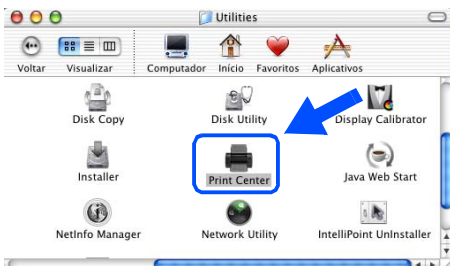 Utilities
Voltar Visualizar Computador Início Favoritos Aplicativos
Disk Copy Disk Utility Display Calibrator
Installer Print Center Java Web Start
NetInfo Manager Network Utility IntelliPoint UnInstaller